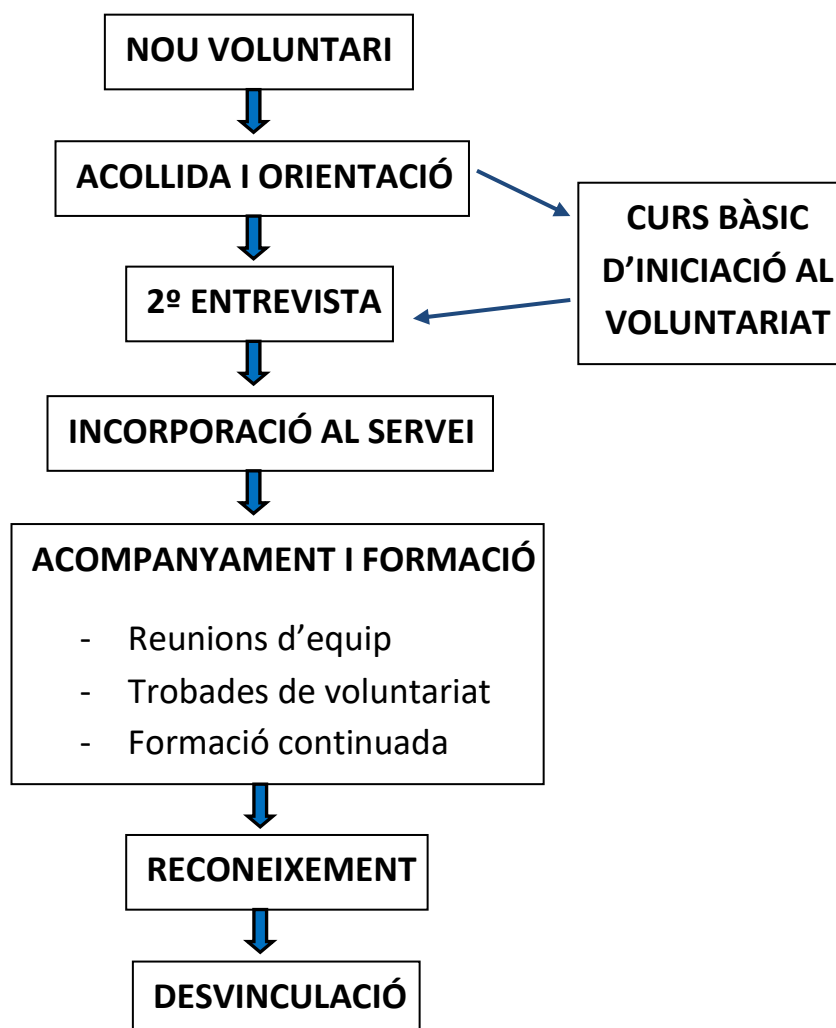 NOU VOLUNTARI
ACOLLIDA I ORIENTACIÓ
CURS BÀSIC
D’INICIACIÓ AL
VOLUNTARIAT
2º ENTREVISTA
INCORPORACIÓ AL SERVEI
ACOMPANYAMENT I FORMACIÓ
- Reunions d’equip
- Trobades de voluntariat
- Formació continuada
RECONEIXEMENT
DESVINCULACIÓ